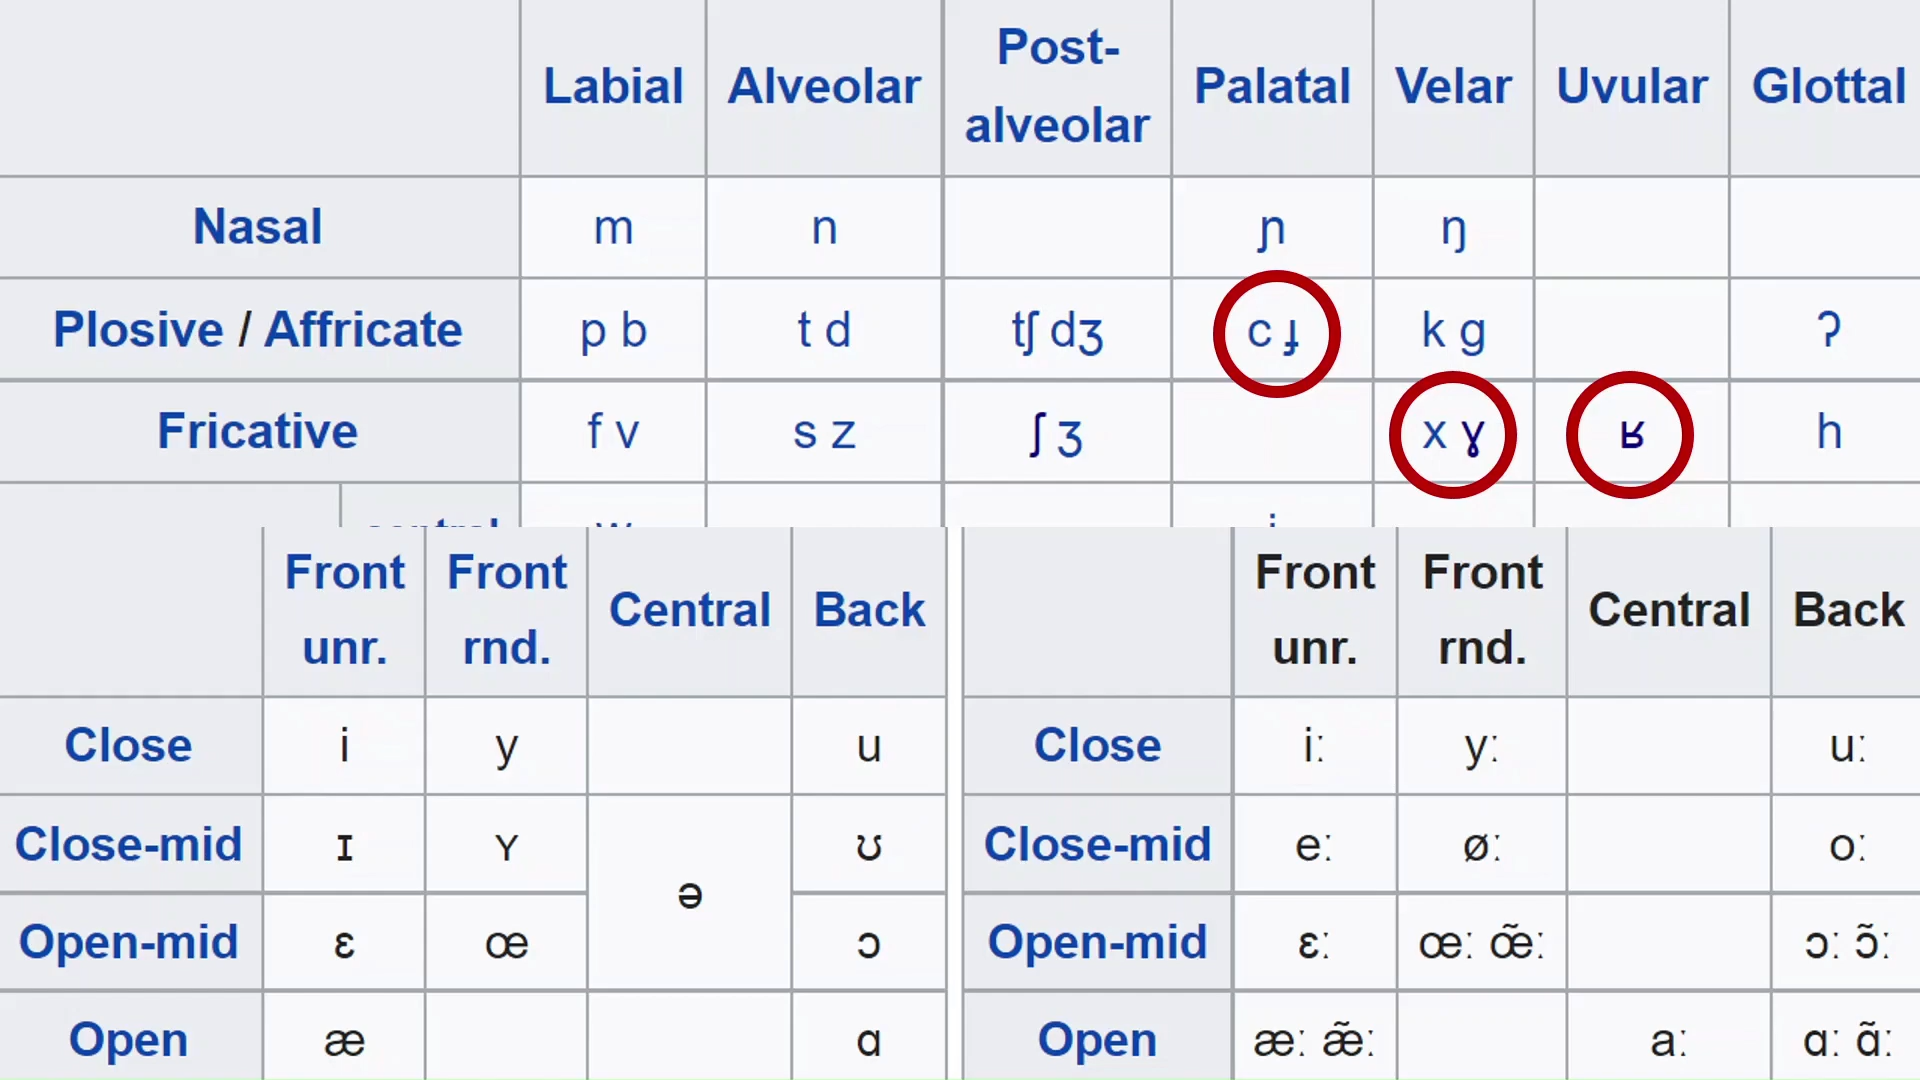 Labial Alveolar Post-alveolar Palatal Velar Uvular Glottal
Nasal m n ɲ ŋ
Plosive / Affricate p b t d tʃ dʒ c ɟ k g ʔ
Fricative f v s z ʃ ʒ x ɣ ʁ h
Front unr. Front rnd. Central Back
Close i y u
Close-mid ɪ ʏ ə ʊ
Open-mid ɛ œ ɔ
Open æ ɑ
Front unr. Front rnd. Central Back
Close iː yː uː
Close-mid eː øː oː
Open-mid ɛː œː œ̃ː ɔː ɔ̃ː
Open æː æ̃ː aː ɑː ɑ̃ː